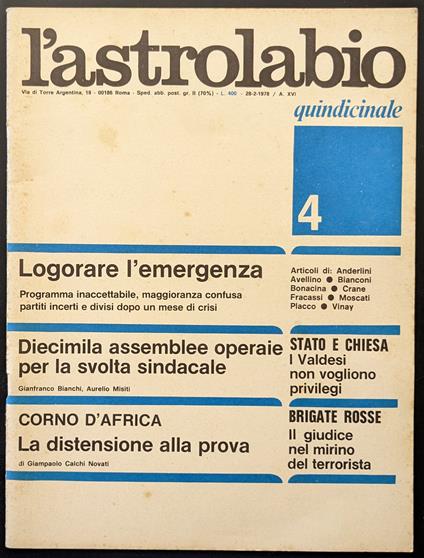 l'astrolabio
Via di Torre Argentina, 18 - 00186 Roma - Sped. abb. post. gr. II (70%) - L. 400 - 28-2-1978 / A. XVI
quindicinale
4
Logorare l'emergenza
Programma inaccettabile, maggioranza confusa
partiti incerti e divisi dopo un mese di crisi
Articoli di: Anderlini
Avellino ● Bianconi
Bonacina ● Crane
Fracassi ● Moscati
Placco ● Vinay
Diecimila assemblee operaie
per la svolta sindacale
Gianfranco Bianchi, Aurelio Misiti
STATO E CHIESA
I Valdesi
non vogliono
privilegi
CORNO D'AFRICA
La distensione alla prova
di Giampaolo Calchi Novati
BRIGATE ROSSE
Il giudice
nel mirino
del terrorista